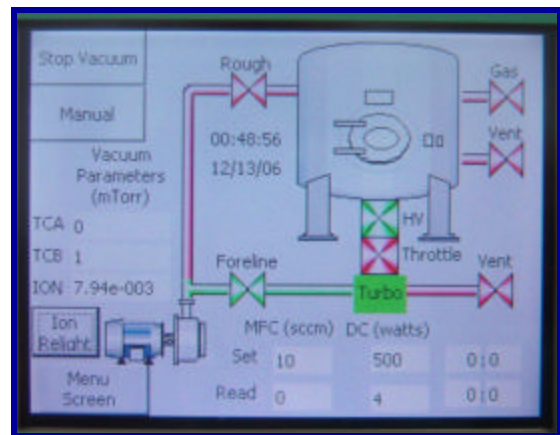 Stop Vacuum
Rough
Gas
Manual
00:48:56
12/13/06
Vent
Vacuum
Parameters
(mTorr)
HV
TCA 0
Throttle
TCB 1
Foreline
Vent
ION 7.94e-003
Turbo
Ion
Relight
MFC (sccm) DC (watts)
Set 10 500 0:0
Menu
Screen
Read 0 4 0:0